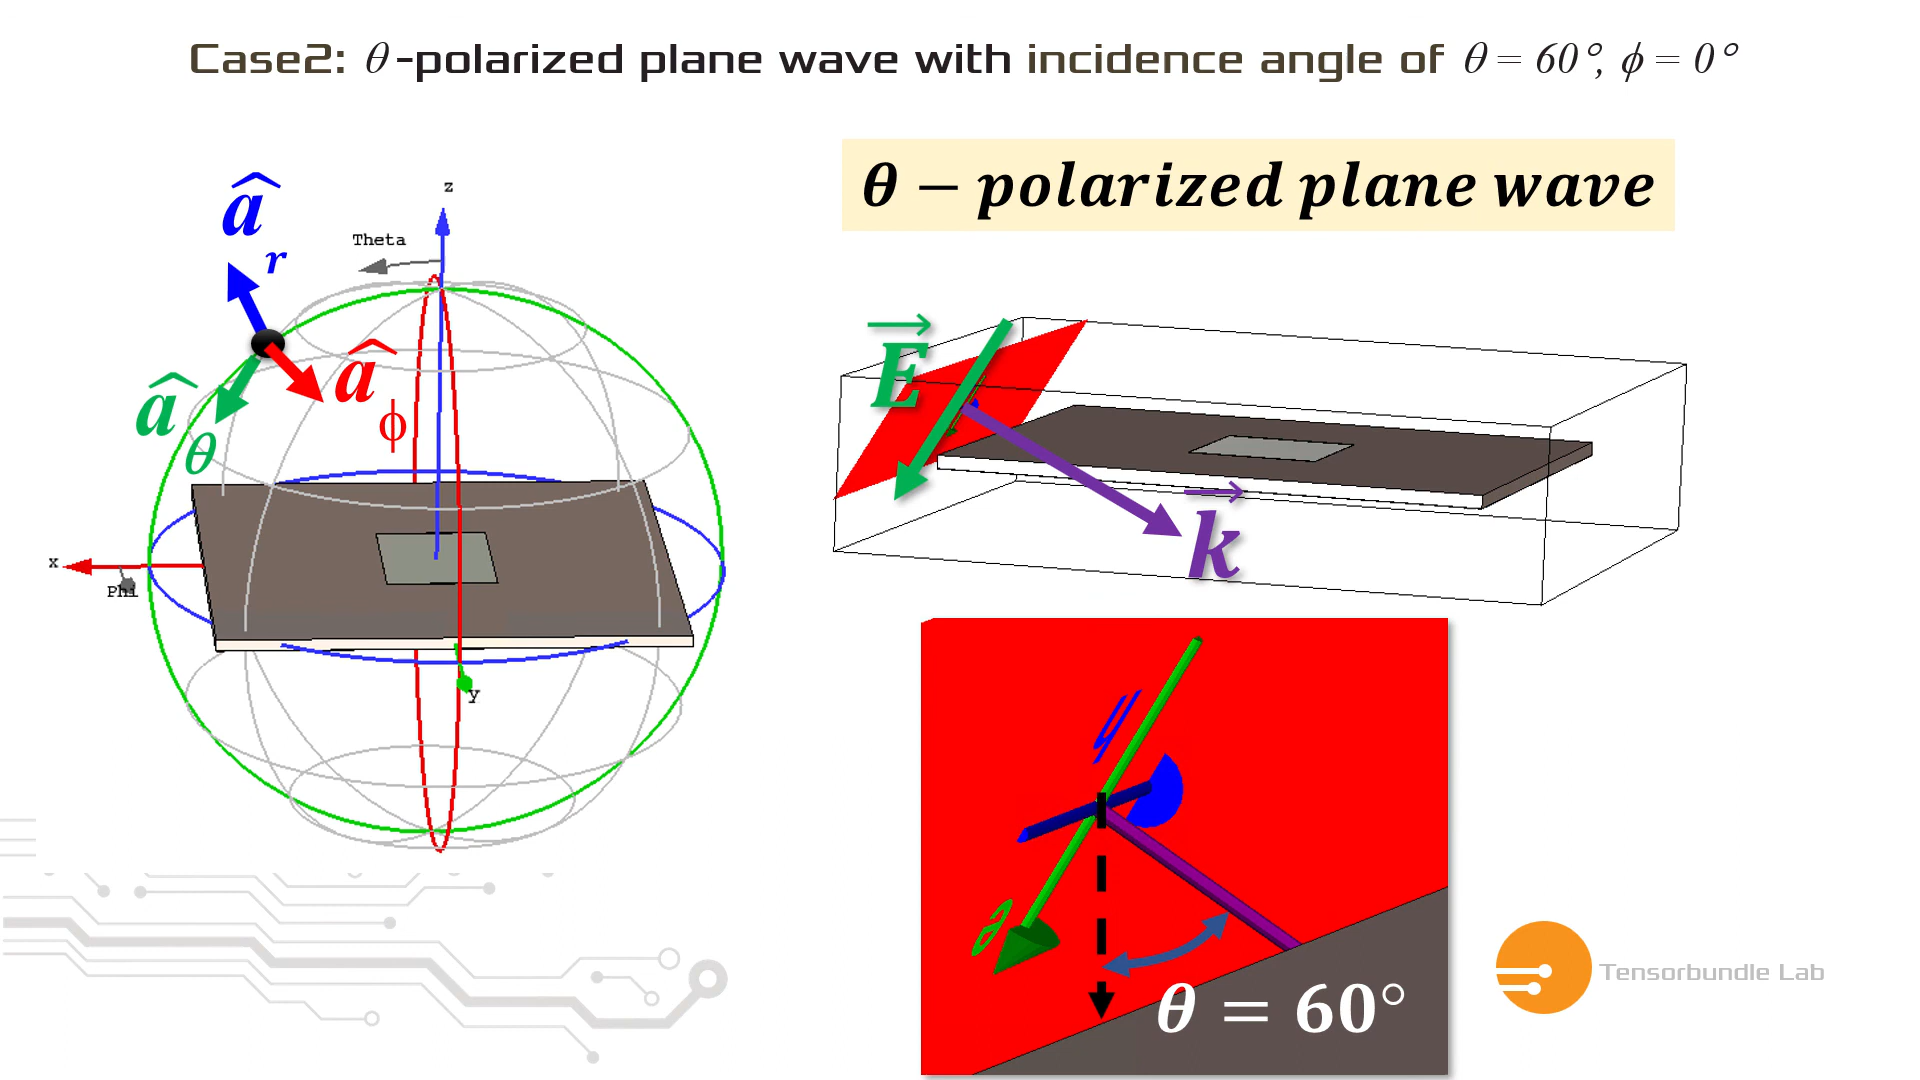 Case2: θ-polarized plane wave with incidence angle of θ = 60°, ϕ = 0°
θ − polarized plane wave
z
Theta
x
Phi
y
â r
â θ
â ϕ
E
k
H
θ = 60°
Tensorbundle Lab